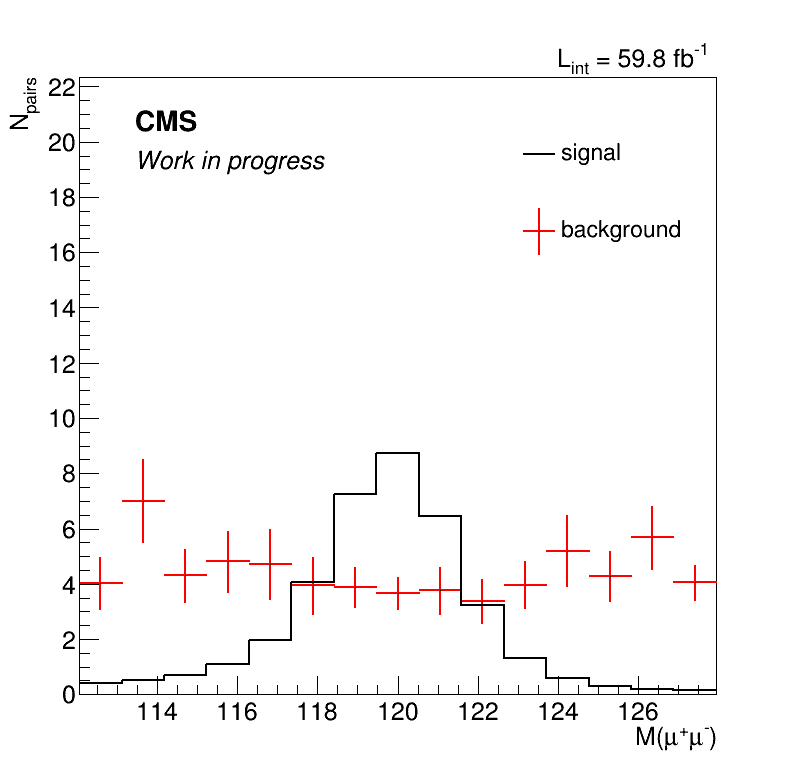 L_int = 59.8 fb⁻¹
N_pairs
CMS
Work in progress
signal
background
22
20
18
16
14
12
10
8
6
4
2
0
114 116 118 120 122 124 126
M(μ⁺μ⁻)